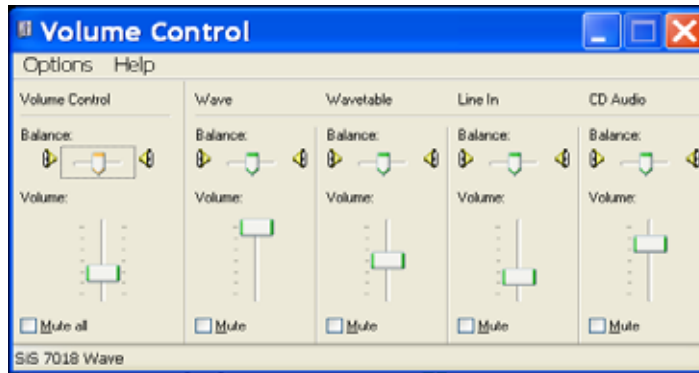 Volume Control
Options Help
Volume Control Wave Wavetable Line In CD Audio
Balance: Balance: Balance: Balance: Balance:
Volume: Volume: Volume: Volume: Volume:
Mute all Mute Mute Mute Mute
SiS 7018 Wave